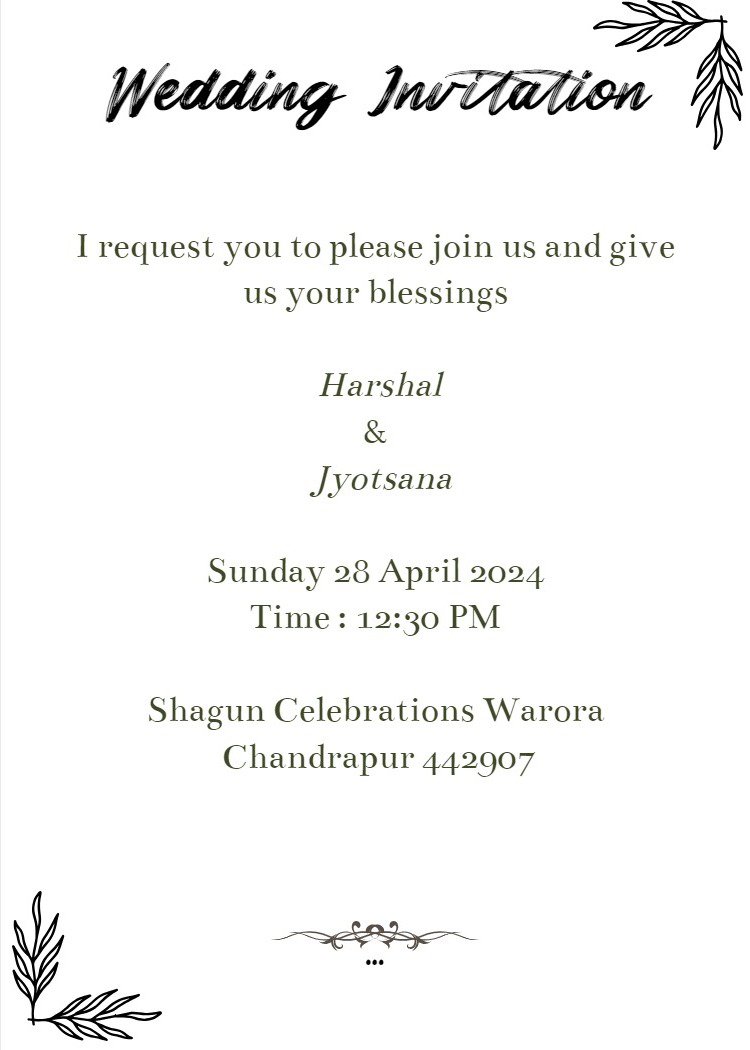 Wedding Invitation
I request you to please join us and give
us your blessings
Harshal
&
Jyotsana
Sunday 28 April 2024
Time : 12:30 PM
Shagun Celebrations Warora
Chandrapur 442907
...